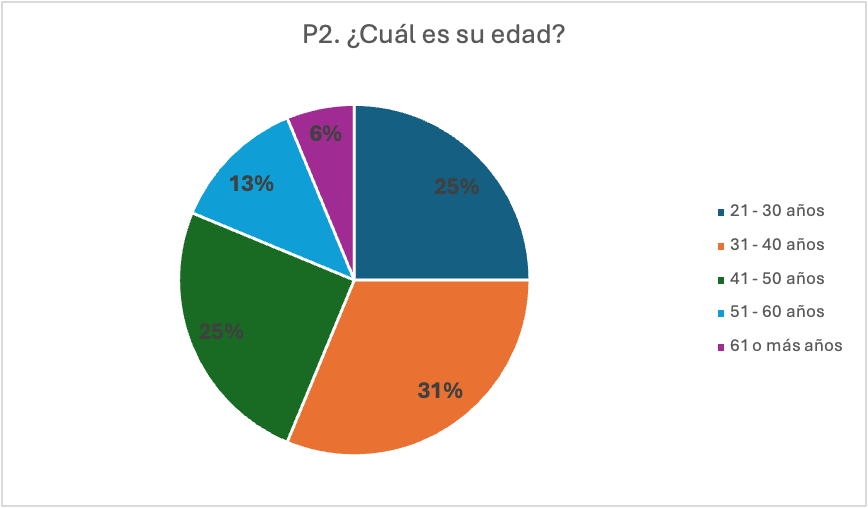 P2. ¿Cuál es su edad?
6%
25%
13%
25%
31%
21 - 30 años
31 - 40 años
41 - 50 años
51 - 60 años
61 o más años